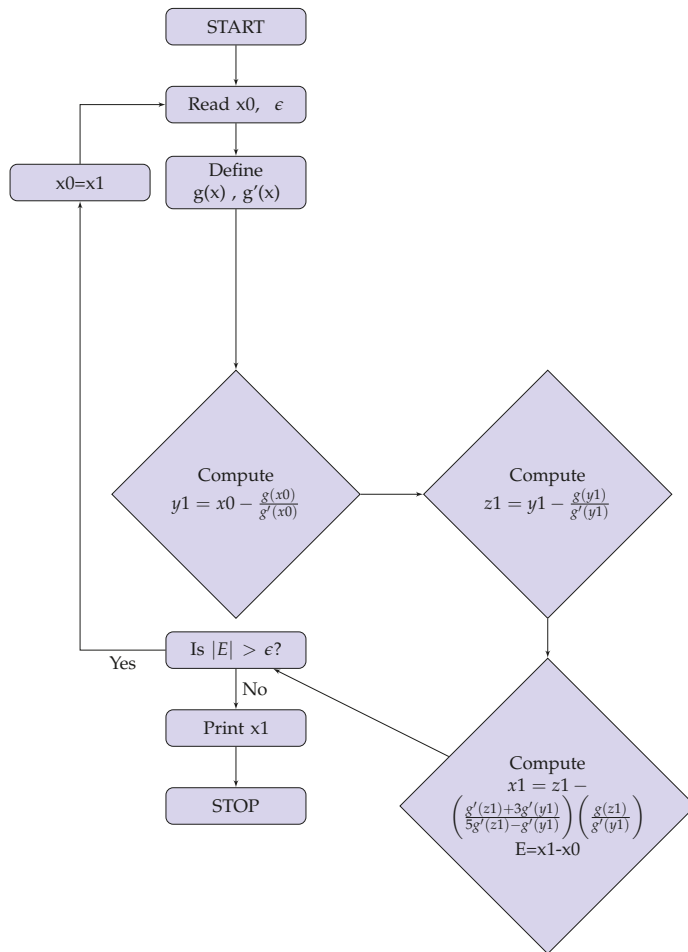 START
Read x0, ϵ
Define
g(x) , g'(x)
x0=x1
Compute
y1 = x0 − g(x0)/g'(x0)
Compute
z1 = y1 − g(y1)/g'(y1)
Is |E| > ϵ?
Yes
No
Print x1
STOP
Compute
x1 = z1 −
(g'(z1)+3g'(y1)/5g'(z1)−g'(y1)) (g(z1)/g'(y1))
E=x1-x0